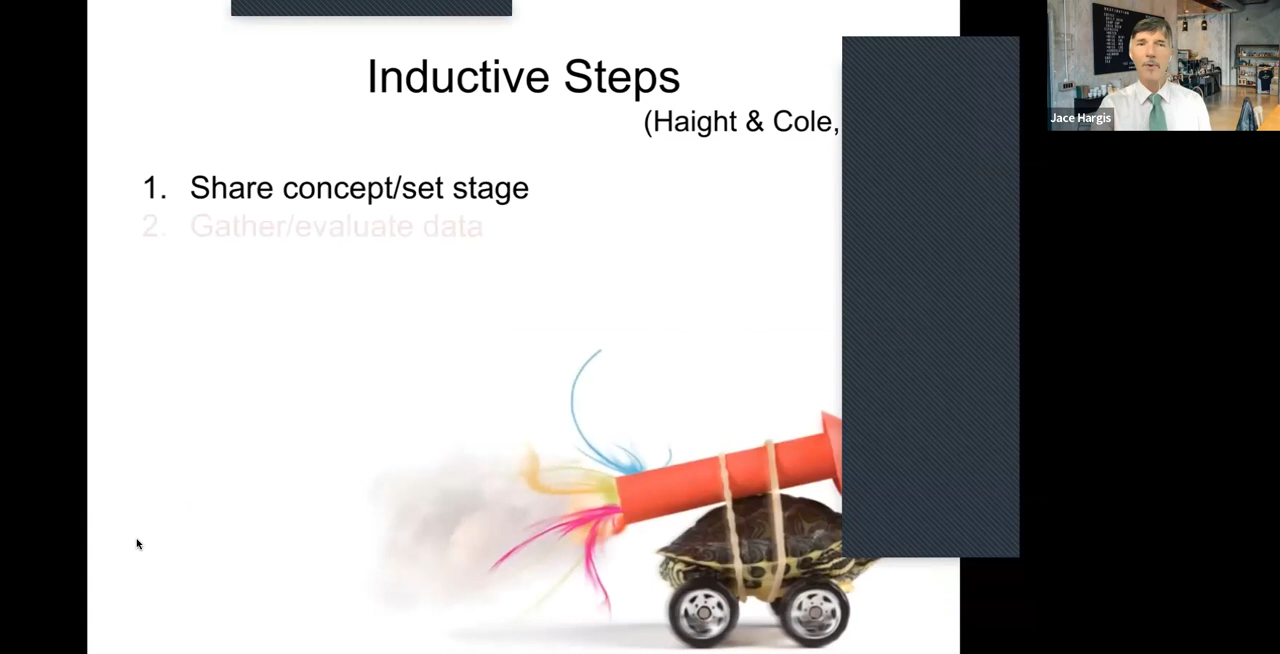 Inductive Steps
(Haight & Cole,
1. Share concept/set stage
2. Gather/evaluate data
Jace Hargis